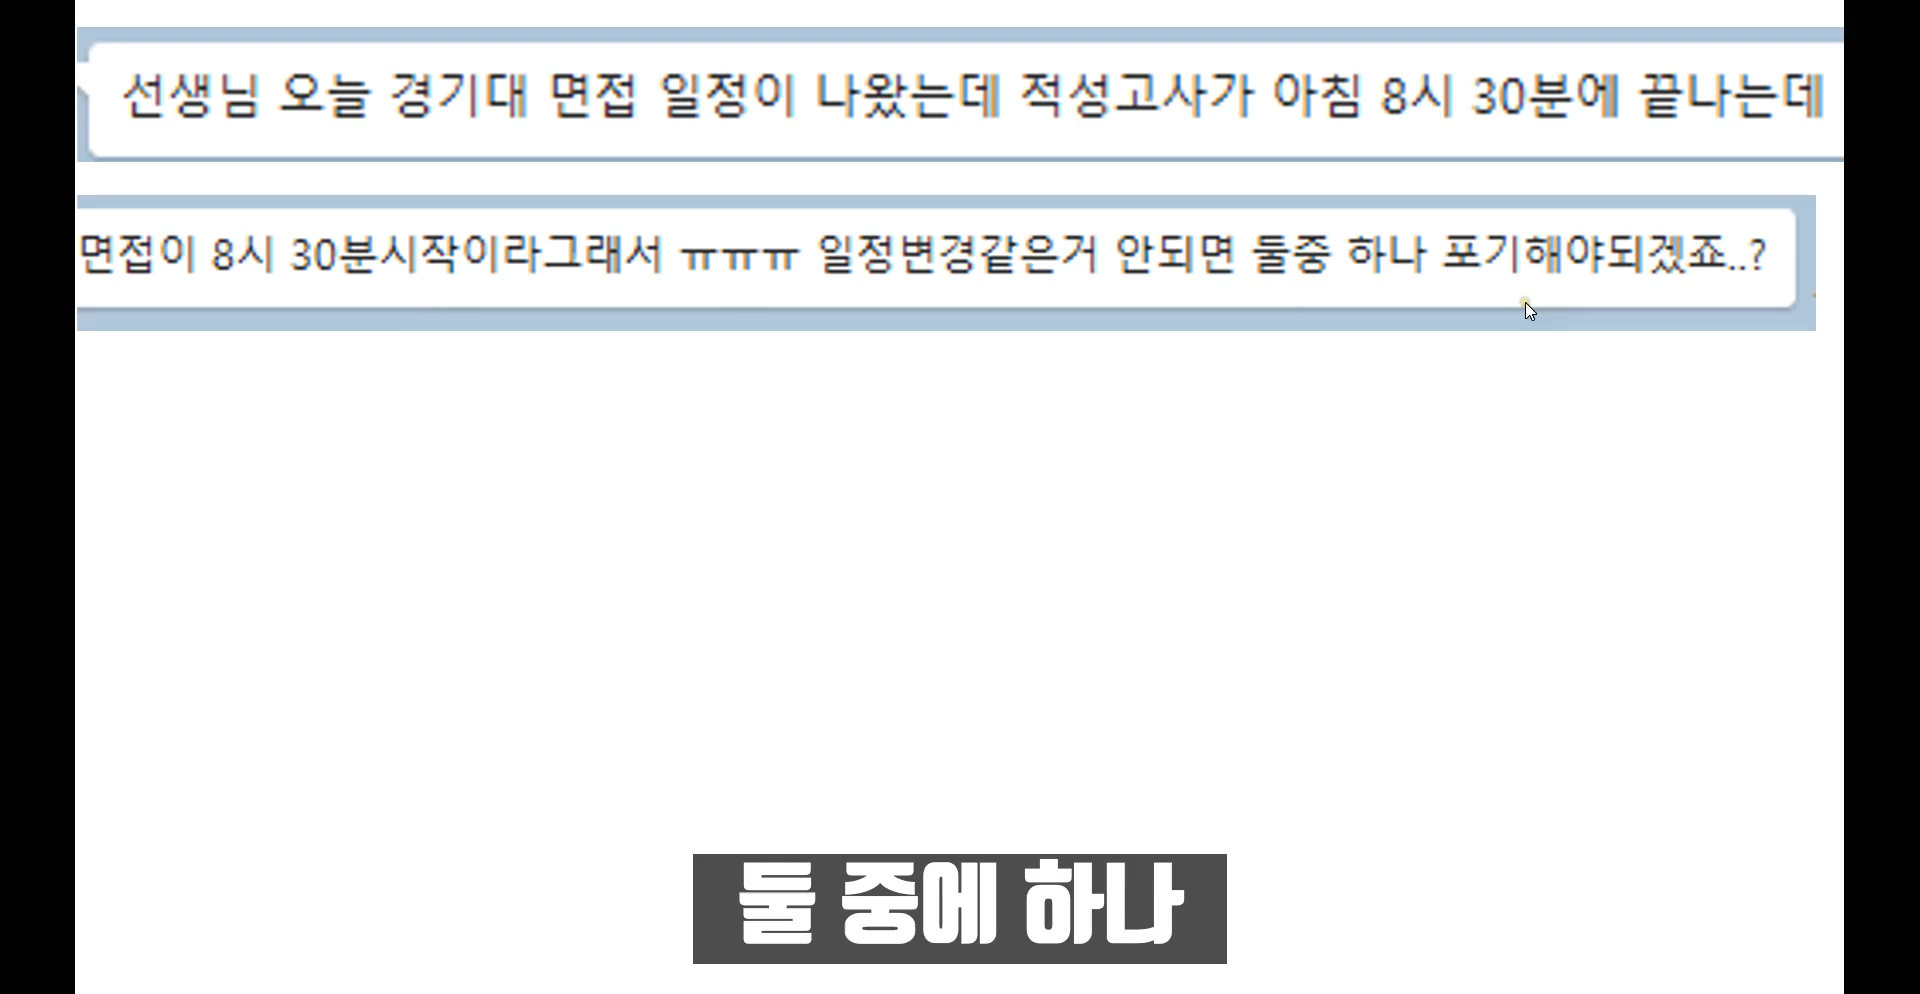 선생님 오늘 경기대 면접 일정이 나왔는데 적성고사가 아침 8시 30분에 끝나는데
면접이 8시 30분시작이라그래서 ㅠㅠㅠ 일정변경같은거 안되면 둘중 하나 포기해야되겠죠..?
둘 중에 하나